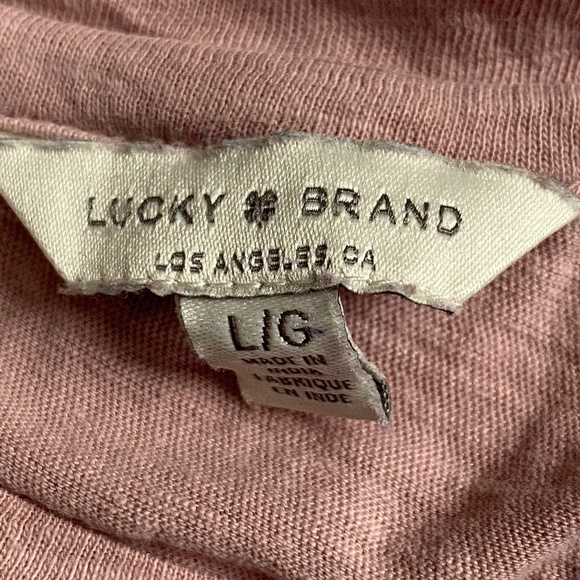 LUCKY BRAND
LOS ANGELES, CA
L/G
MADE IN
INDIA
FABRIQUE
EN INDE